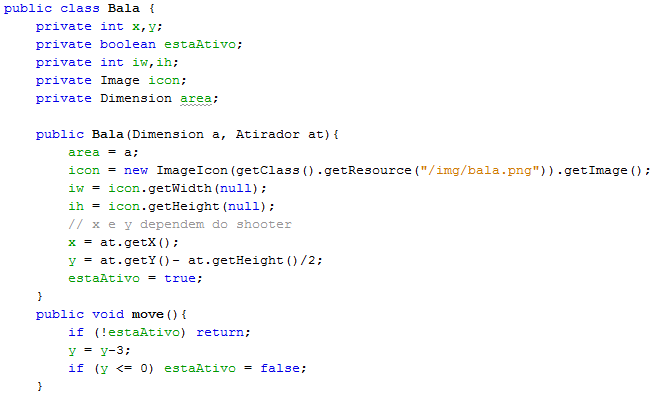 public class Bala {
    private int x,y;
    private boolean estaAtivo;
    private int iw,ih;
    private Image icon;
    private Dimension area;

    public Bala(Dimension a, Atirador at){
        area = a;
        icon = new ImageIcon(getClass().getResource("/img/bala.png")).getImage();
        iw = icon.getWidth(null);
        ih = icon.getHeight(null);
        // x e y dependem do shooter
        x = at.getX();
        y = at.getY()- at.getHeight()/2;
        estaAtivo = true;
    }
    public void move(){
        if (!estaAtivo) return;
        y = y-3;
        if (y <= 0) estaAtivo = false;
    }